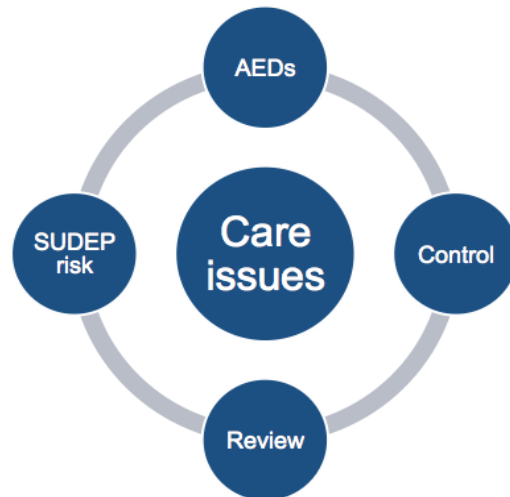 AEDs
SUDEP
risk
Care
issues
Control
Review